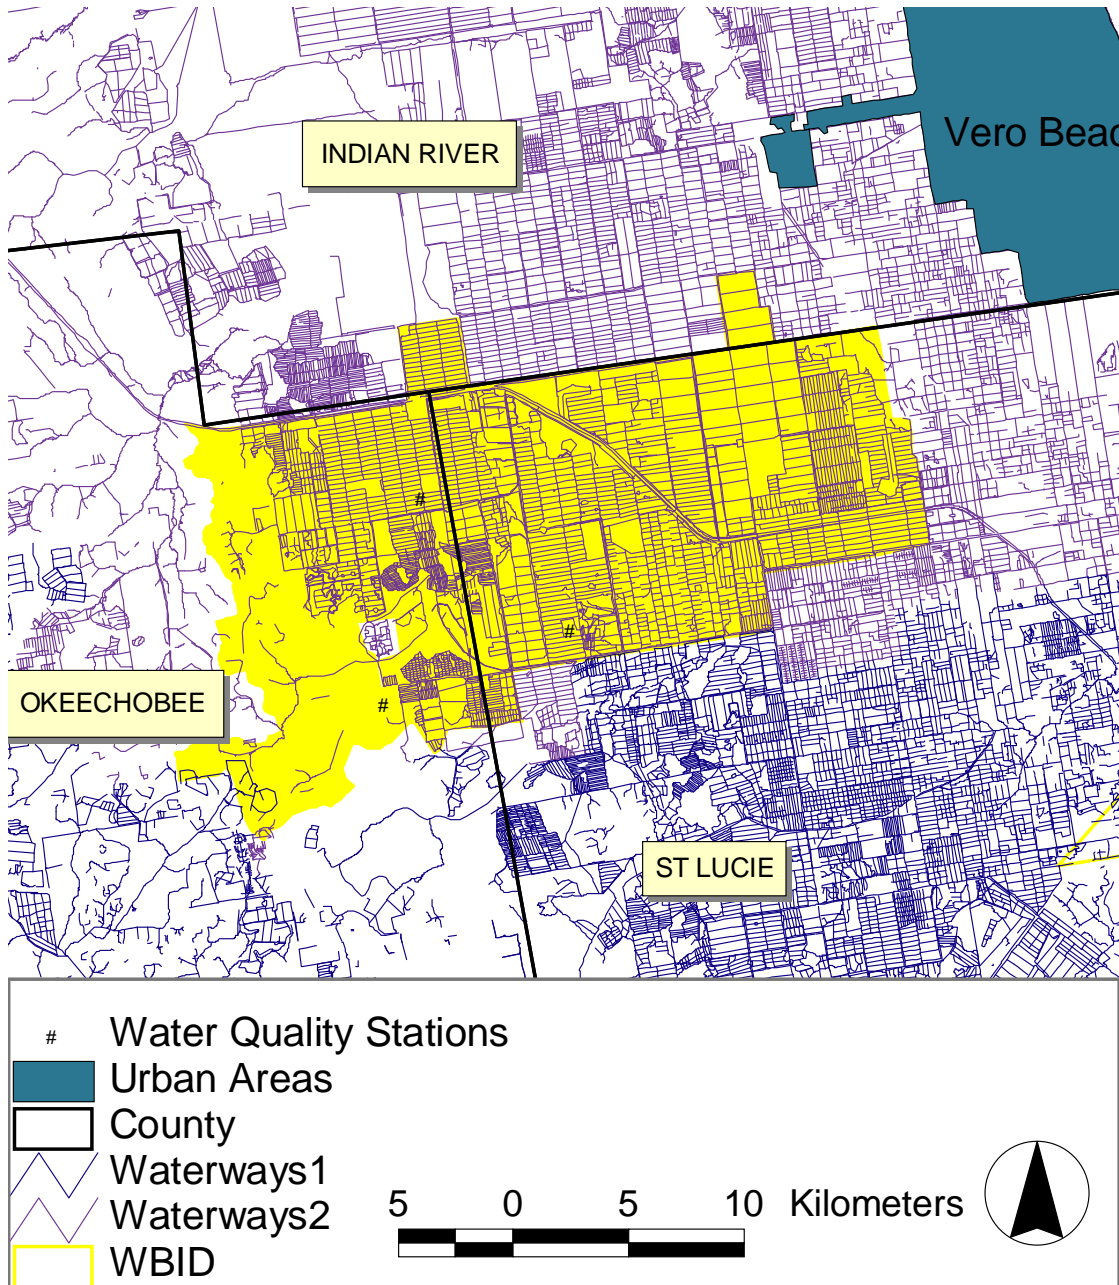 INDIAN RIVER
Vero Beac
#
#
#
OKEECHOBEE
ST LUCIE
# Water Quality Stations
Urban Areas
County
Waterways1
Waterways2
WBID
5 0 5 10 Kilometers